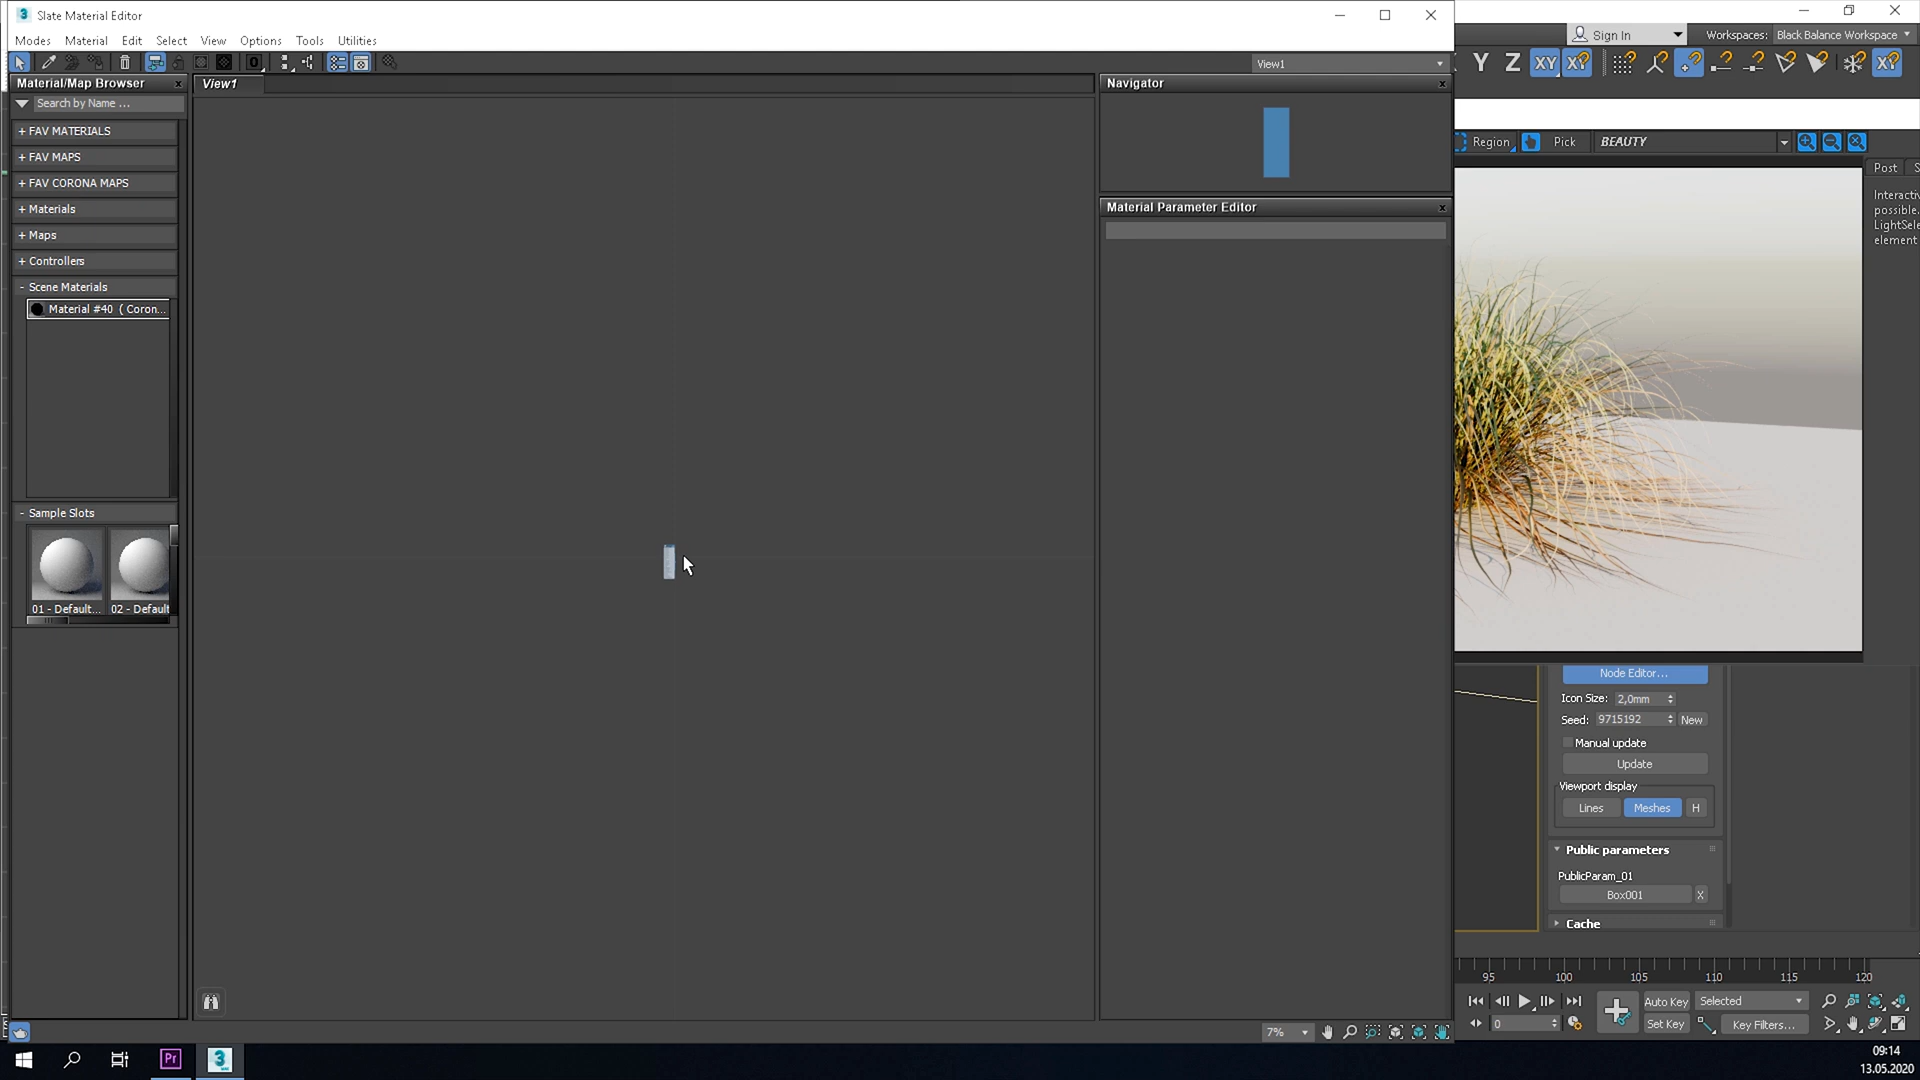 Slate Material Editor
Modes Material Edit Select View Options Tools Utilities
Sign In
Workspaces: Black Balance Workspace
View1
Y Z XY XY XY
Material/Map Browser
Search by Name ...
+ FAV MATERIALS
+ FAV MAPS
+ FAV CORONA MAPS
+ Materials
+ Maps
+ Controllers
- Scene Materials
Material #40 ( Coron...
- Sample Slots
01 - Default...
02 - Default
View1
Navigator
Material Parameter Editor
Region
Pick
BEAUTY
Post S
Interactiv
possible.
LightSele
element
Node Editor...
Icon Size: 2,0mm
Seed: 9715192 New
Manual update
Update
Viewport display
Lines Meshes H
Public parameters
PublicParam_01
Box001 X
Cache
95 100 105 110 115 120
Auto Key Selected
0 Set Key Key Filters...
7%
Pr
3
09:14
13.05.2020